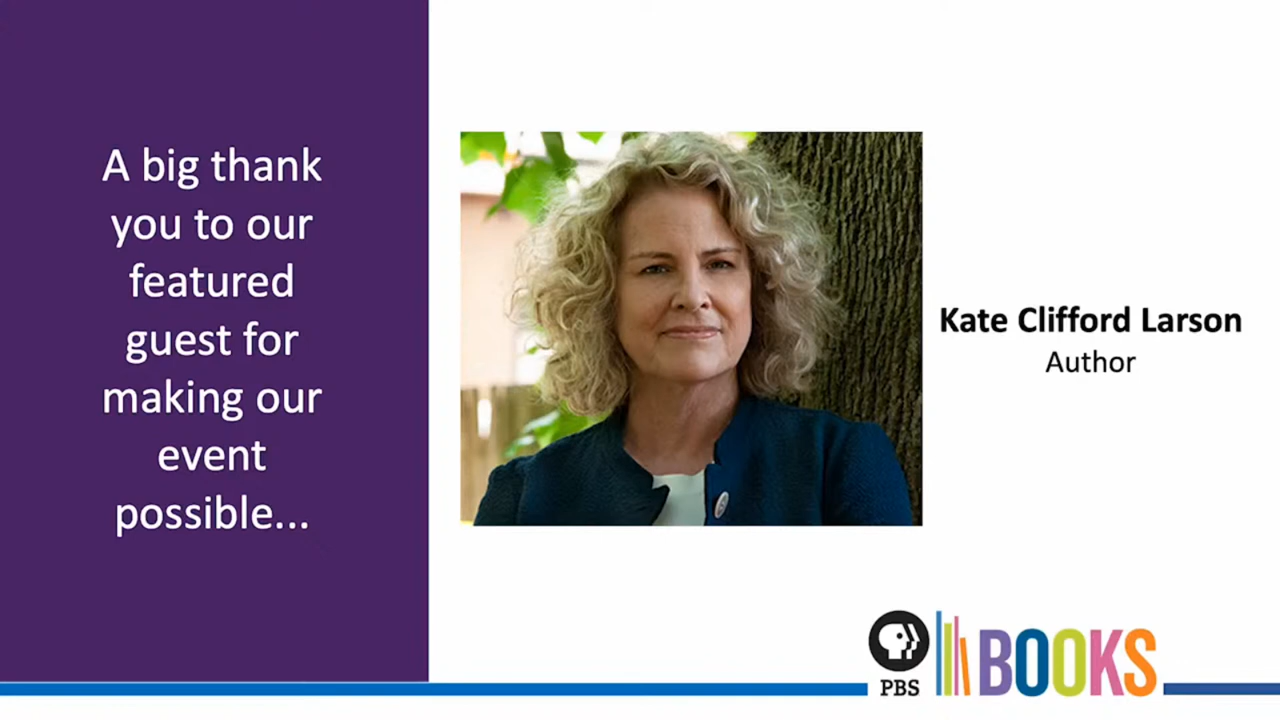 A big thank
you to our
featured
guest for
making our
event
possible...
Kate Clifford Larson
Author
PBS
BOOKS